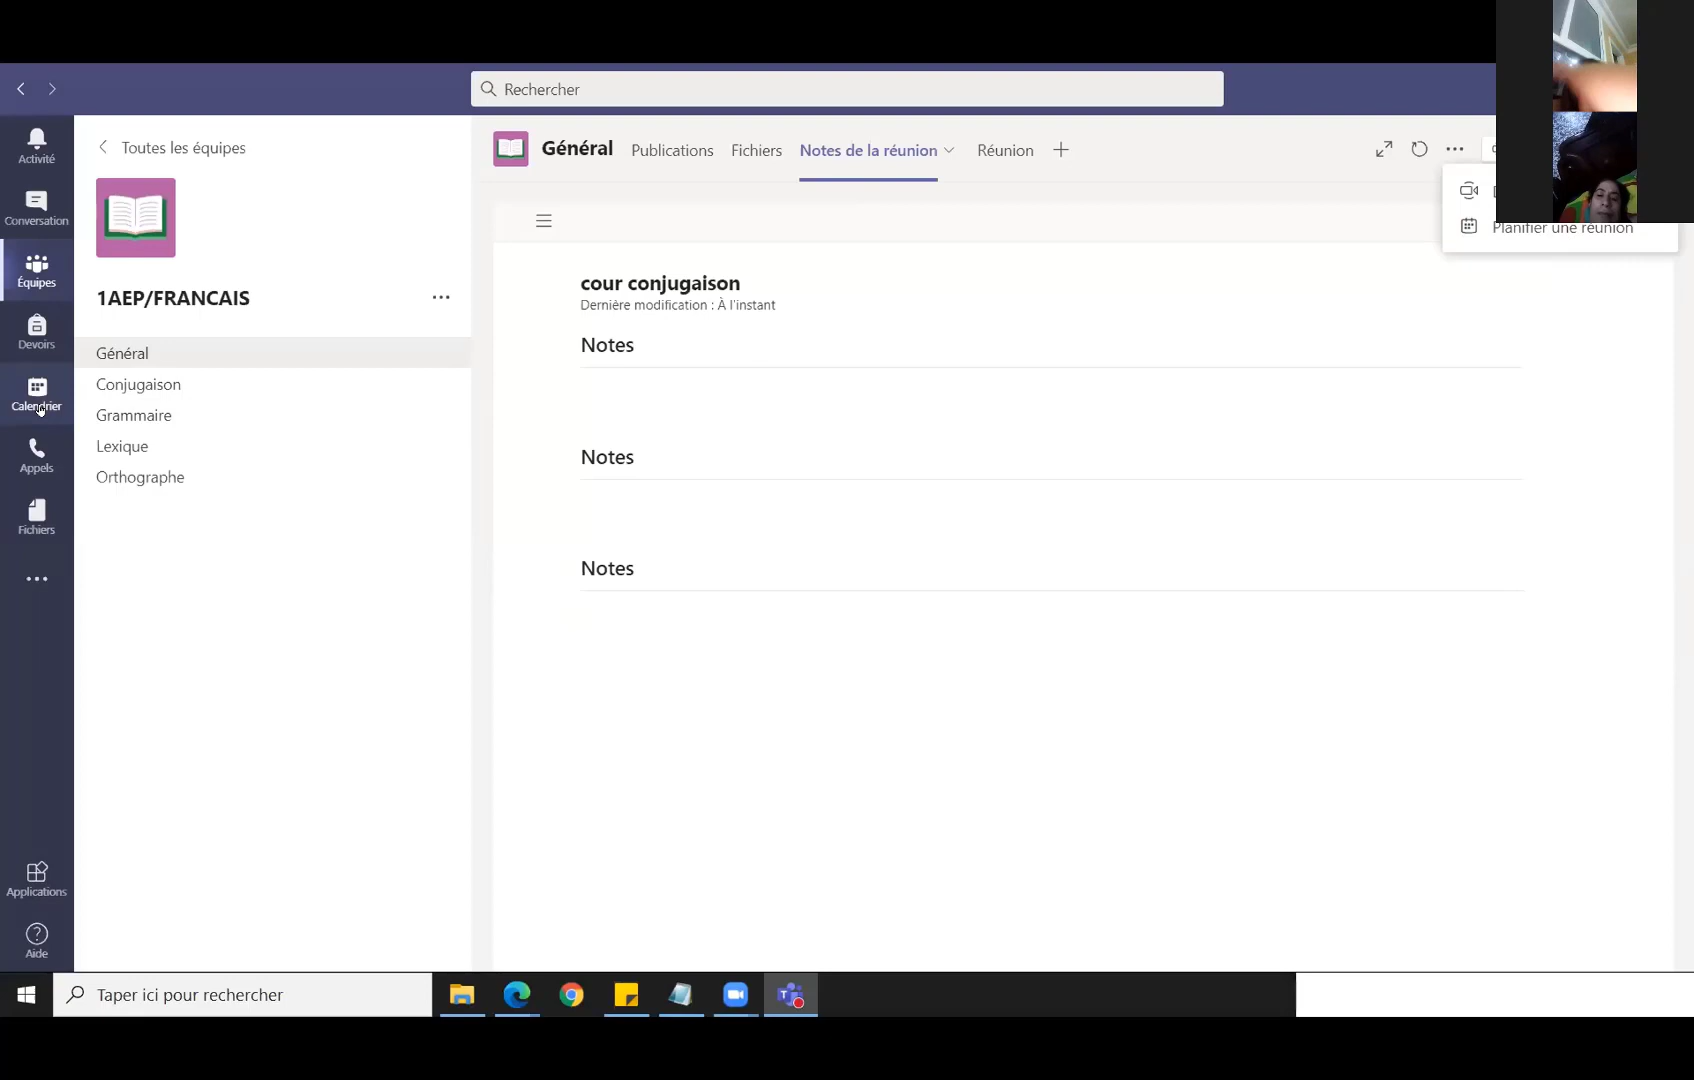 Rechercher
Activité
Conversation
Équipes
Devoirs
Calendrier
Appels
Fichiers
Applications
Aide
Toutes les équipes
1AEP/FRANCAIS
Général
Conjugaison
Grammaire
Lexique
Orthographe
Général Publications Fichiers Notes de la réunion Réunion
Planifier une réunion
cour conjugaison
Dernière modification : À l'instant
Notes
Notes
Notes
Taper ici pour rechercher